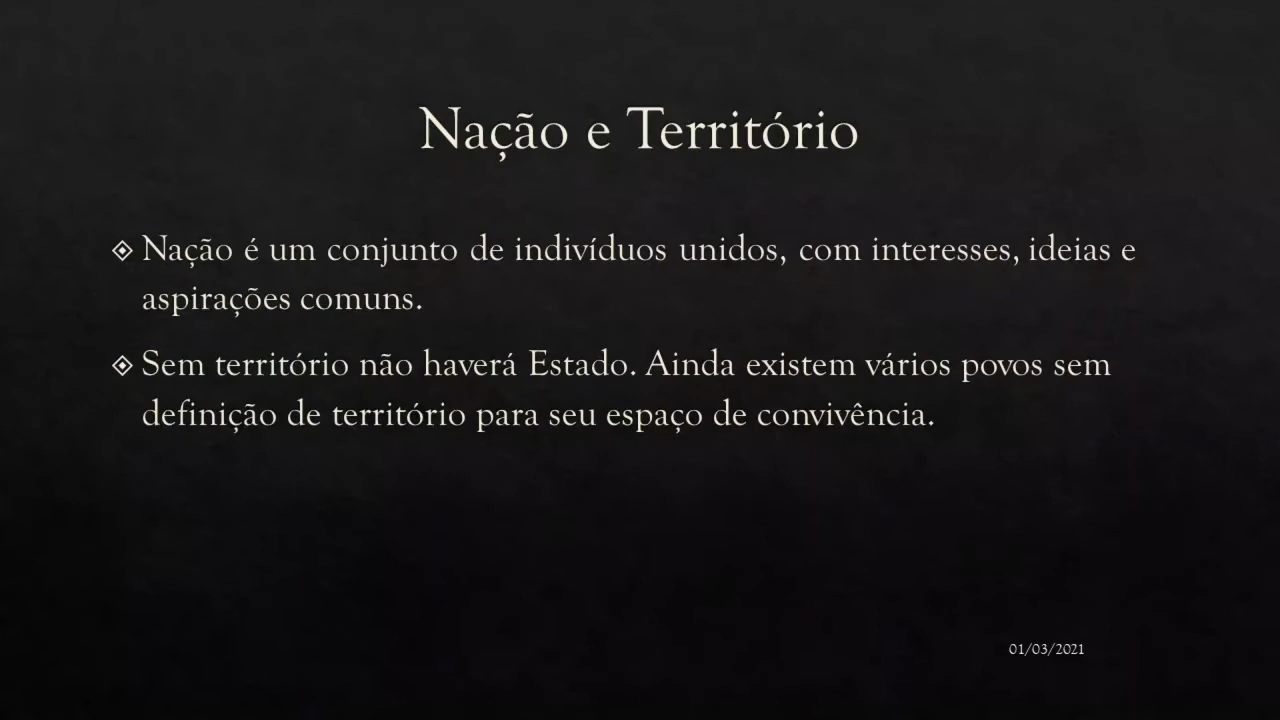 Nação e Território
Nação é um conjunto de indivíduos unidos, com interesses, ideias e
aspirações comuns.
Sem território não haverá Estado. Ainda existem vários povos sem
definição de território para seu espaço de convivência.
01/03/2021